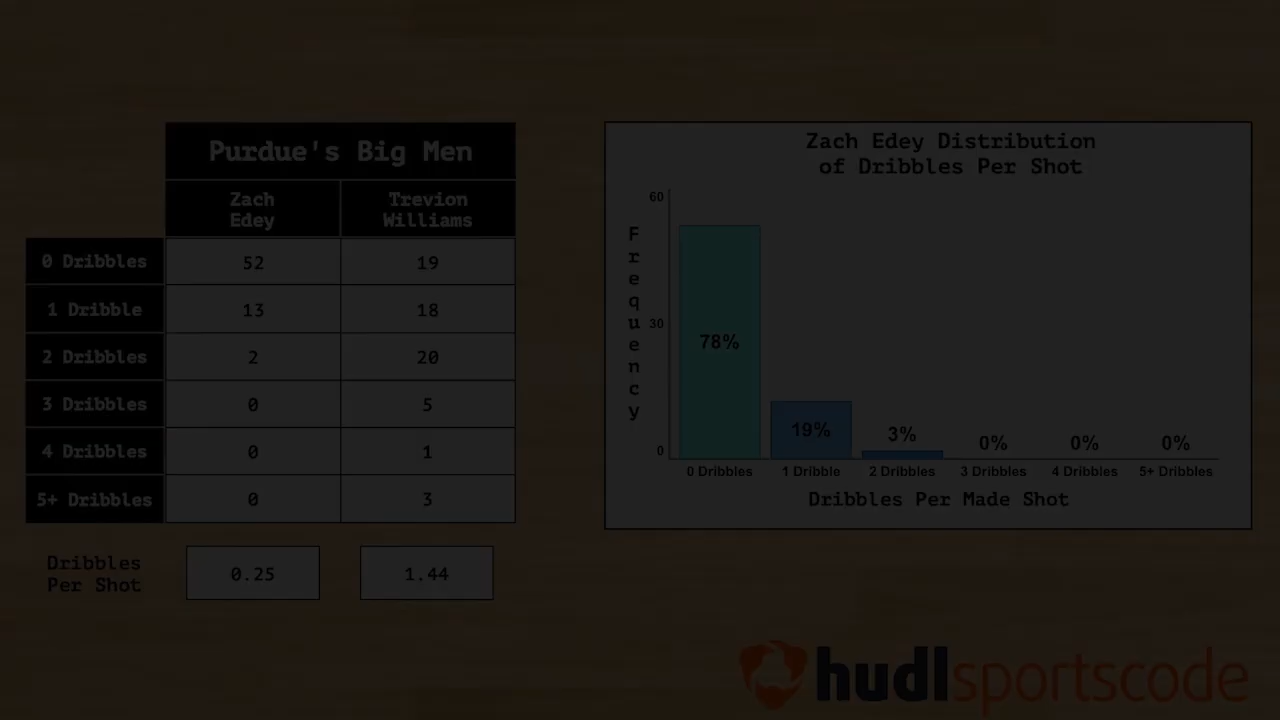 Purdue's Big Men
Zach Edey
Trevion Williams
0 Dribbles 52 19
1 Dribble 13 18
2 Dribbles 2 20
3 Dribbles 0 5
4 Dribbles 0 1
5+ Dribbles 0 3
Dribbles Per Shot 0.25 1.44
Zach Edey Distribution
of Dribbles Per Shot
Frequency
60
30
0
78%
19%
3%
0%
0%
0%
0 Dribbles 1 Dribble 2 Dribbles 3 Dribbles 4 Dribbles 5+ Dribbles
Dribbles Per Made Shot
hudlsportscode